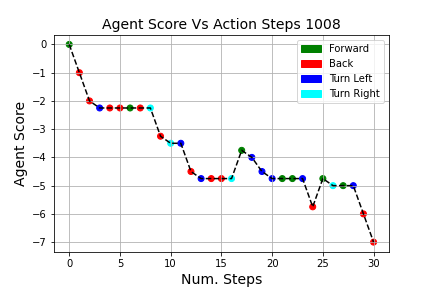 Agent Score Vs Action Steps 1008
Agent Score
0
−1
−2
−3
−4
−5
−6
−7
Forward
Back
Turn Left
Turn Right
0 5 10 15 20 25 30
Num. Steps